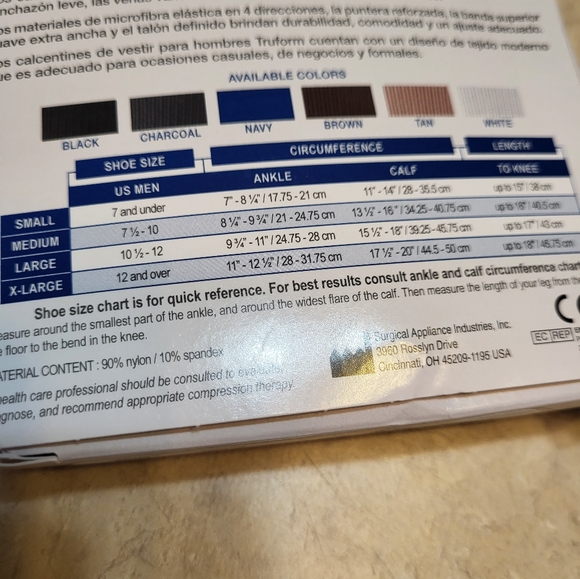 nchazón leve, las
os materiales de microfibra elástica en 4 direcciones, la puntera reforzada, la banda superior
uave extra ancha y el talón definido brindan durabilidad, comodidad y un ajuste adecuado.
os calcentines de vestir para hombres Truform cuentan con un diseño de tejido moderno
ue es adecuado para ocasiones casuales, de negocios y formales.
AVAILABLE COLORS
BLACK CHARCOAL NAVY BROWN TAN WHITE
SHOE SIZE CIRCUMFERENCE LENGTH
US MEN ANKLE CALF TO KNEE
SMALL 7 and under 7" - 8 ¼" / 17.75 - 21 cm 11" - 14" / 28 - 35.5 cm up to 15" / 38 cm
MEDIUM 7 ½ - 10 8 ¼" - 9 ¾" / 21 - 24.75 cm 13 ½" - 16" / 34.25 - 40.75 cm up to 16" / 40.5 cm
LARGE 10 ½ - 12 9 ¾" - 11" / 24.75 - 28 cm 15 ½" - 18" / 39.25 - 45.75 cm up to 17" / 43 cm
X-LARGE 12 and over 11" - 12 ½" / 28 - 31.75 cm 17 ½" - 20" / 44.5 - 50 cm up to 18" / 45.75 cm
Shoe size chart is for quick reference. For best results consult ankle and calf circumference chart
easure around the smallest part of the ankle, and around the widest flare of the calf. Then measure the length of your leg from the
e floor to the bend in the knee.
ATERIAL CONTENT : 90% nylon / 10% spandex
ealth care professional should be consulted to evaluate,
agnose, and recommend appropriate compression therapy.
Surgical Appliance Industries, Inc.
3960 Rosslyn Drive
Cincinnati, OH 45209-1195 USA
CE
EC REP